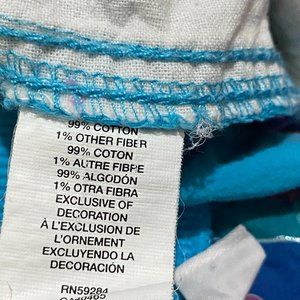 99% COTTON
1% OTHER FIBER
99% COTON
1% AUTRE FIBRE
99% ALGODÓN
1% OTRA FIBRA
EXCLUSIVE OF
DECORATION
À L'EXCLUSION DE
L'ORNEMENT
EXCLUYENDO LA
DECORACIÓN
RN59284